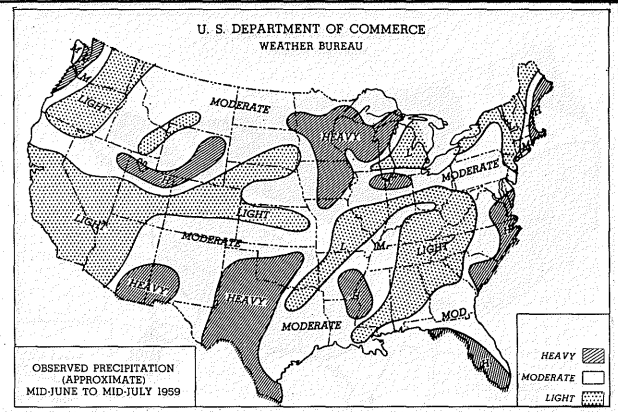 U. S. DEPARTMENT OF COMMERCE
WEATHER BUREAU
M
M
LIGHT
MODERATE
HEAVY
L
L
H
M
L
H
MODERATE
LIGHT
LIGHT
MODERATE
L
M
LIGHT
HEAVY
HEAVY
H
MODERATE
MOD.
H
OBSERVED PRECIPITATION
(APPROXIMATE)
MID-JUNE TO MID-JULY 1959
HEAVY
MODERATE
LIGHT